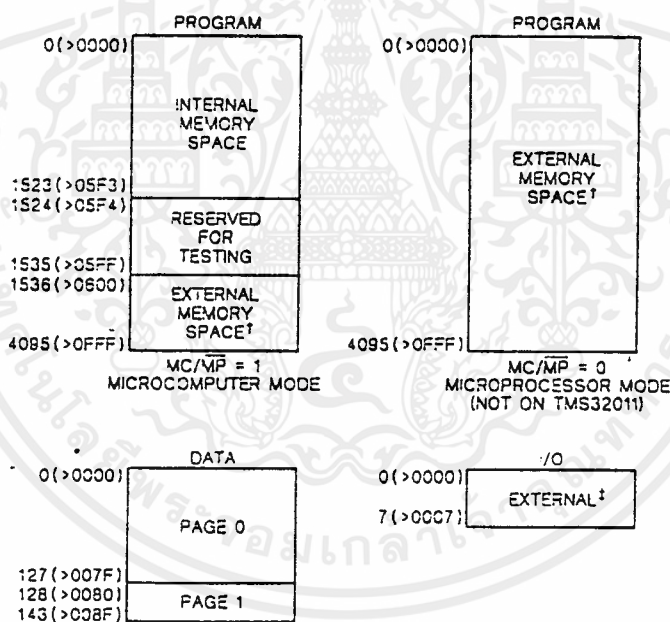 PROGRAM
0(>0000)
INTERNAL
MEMORY
SPACE
1523(>05F3)
1524(>05F4)
RESERVED
FOR
TESTING
1535(>05FF)
1536(>0600)
EXTERNAL
MEMORY
SPACE†
4095(>0FFF)
MC/M̅P̅ = 1
MICROCOMPUTER MODE
PROGRAM
0(>0000)
EXTERNAL
MEMORY
SPACE†
4095(>0FFF)
MC/M̅P̅ = 0
MICROPROCESSOR MODE
(NOT ON TMS32011)
DATA
0(>0000)
PAGE 0
127(>007F)
128(>0080)
PAGE 1
143(>008F)
I/O
0(>0000)
EXTERNAL‡
7(>0007)